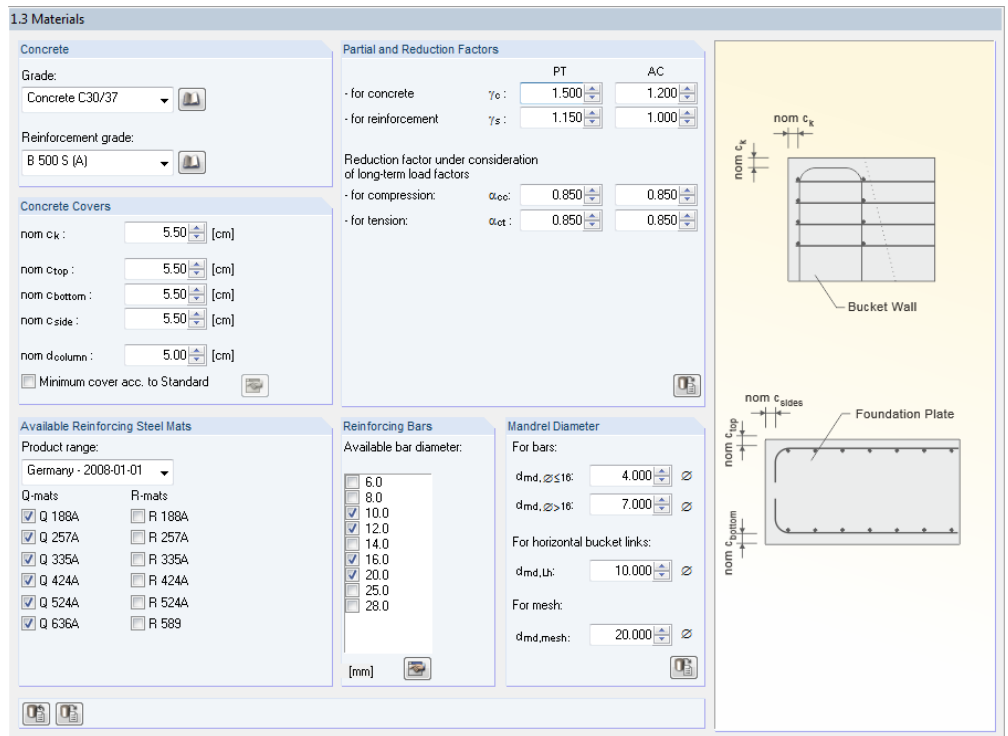 1.3 Materials
Concrete
Grade:
Concrete C30/37
Reinforcement grade:
B 500 S (A)
Concrete Covers
nom ck : 5.50 [cm]
nom ctop : 5.50 [cm]
nom cbottom : 5.50 [cm]
nom cside : 5.50 [cm]
nom dcolumn : 5.00 [cm]
Minimum cover acc. to Standard
Partial and Reduction Factors
PT AC
- for concrete γc : 1.500 1.200
- for reinforcement γs : 1.150 1.000
Reduction factor under consideration
of long-term load factors
- for compression: αcc: 0.850 0.850
- for tension: αct : 0.850 0.850
Available Reinforcing Steel Mats
Product range:
Germany - 2008-01-01
Q-mats R-mats
Q 188A R 188A
Q 257A R 257A
Q 335A R 335A
Q 424A R 424A
Q 524A R 524A
Q 636A R 589
Reinforcing Bars
Available bar diameter:
6.0
8.0
10.0
12.0
14.0
16.0
20.0
25.0
28.0
[mm]
Mandrel Diameter
For bars:
dmd,∅≤16: 4.000 ∅
dmd,∅>16: 7.000 ∅
For horizontal bucket links:
dmd,Lh: 10.000 ∅
For mesh:
dmd,mesh: 20.000 ∅
nom ck
nom ck
Bucket Wall
nom csides
nom ctop
Foundation Plate
nom cbottom